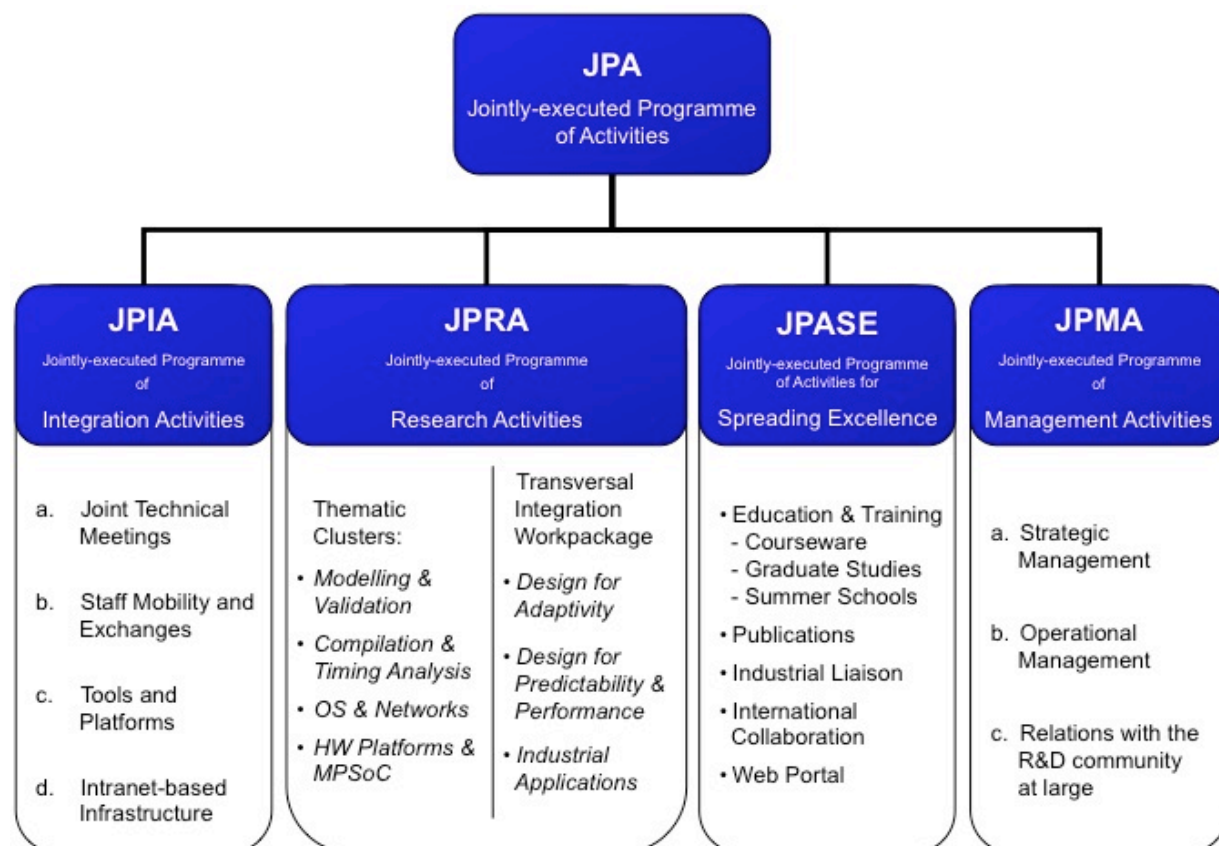 JPA
Jointly-executed Programme
of Activities
JPIA
Jointly-executed Programme
of
Integration Activities
a. Joint Technical
Meetings
b. Staff Mobility and
Exchanges
c. Tools and
Platforms
d. Intranet-based
Infrastructure
JPRA
Jointly-executed Programme
of
Research Activities
Thematic
Clusters:
• Modelling &
Validation
• Compilation &
Timing Analysis
• OS & Networks
• HW Platforms &
MPSoC
Transversal
Integration
Workpackage
• Design for
Adaptivity
• Design for
Predictability &
Performance
• Industrial
Applications
JPASE
Jointly-executed Programme
of Activities for
Spreading Excellence
• Education & Training
- Courseware
- Graduate Studies
- Summer Schools
• Publications
• Industrial Liaison
• International
Collaboration
• Web Portal
JPMA
Jointly-executed Programme
of
Management Activities
a. Strategic
Management
b. Operational
Management
c. Relations with the
R&D community
at large